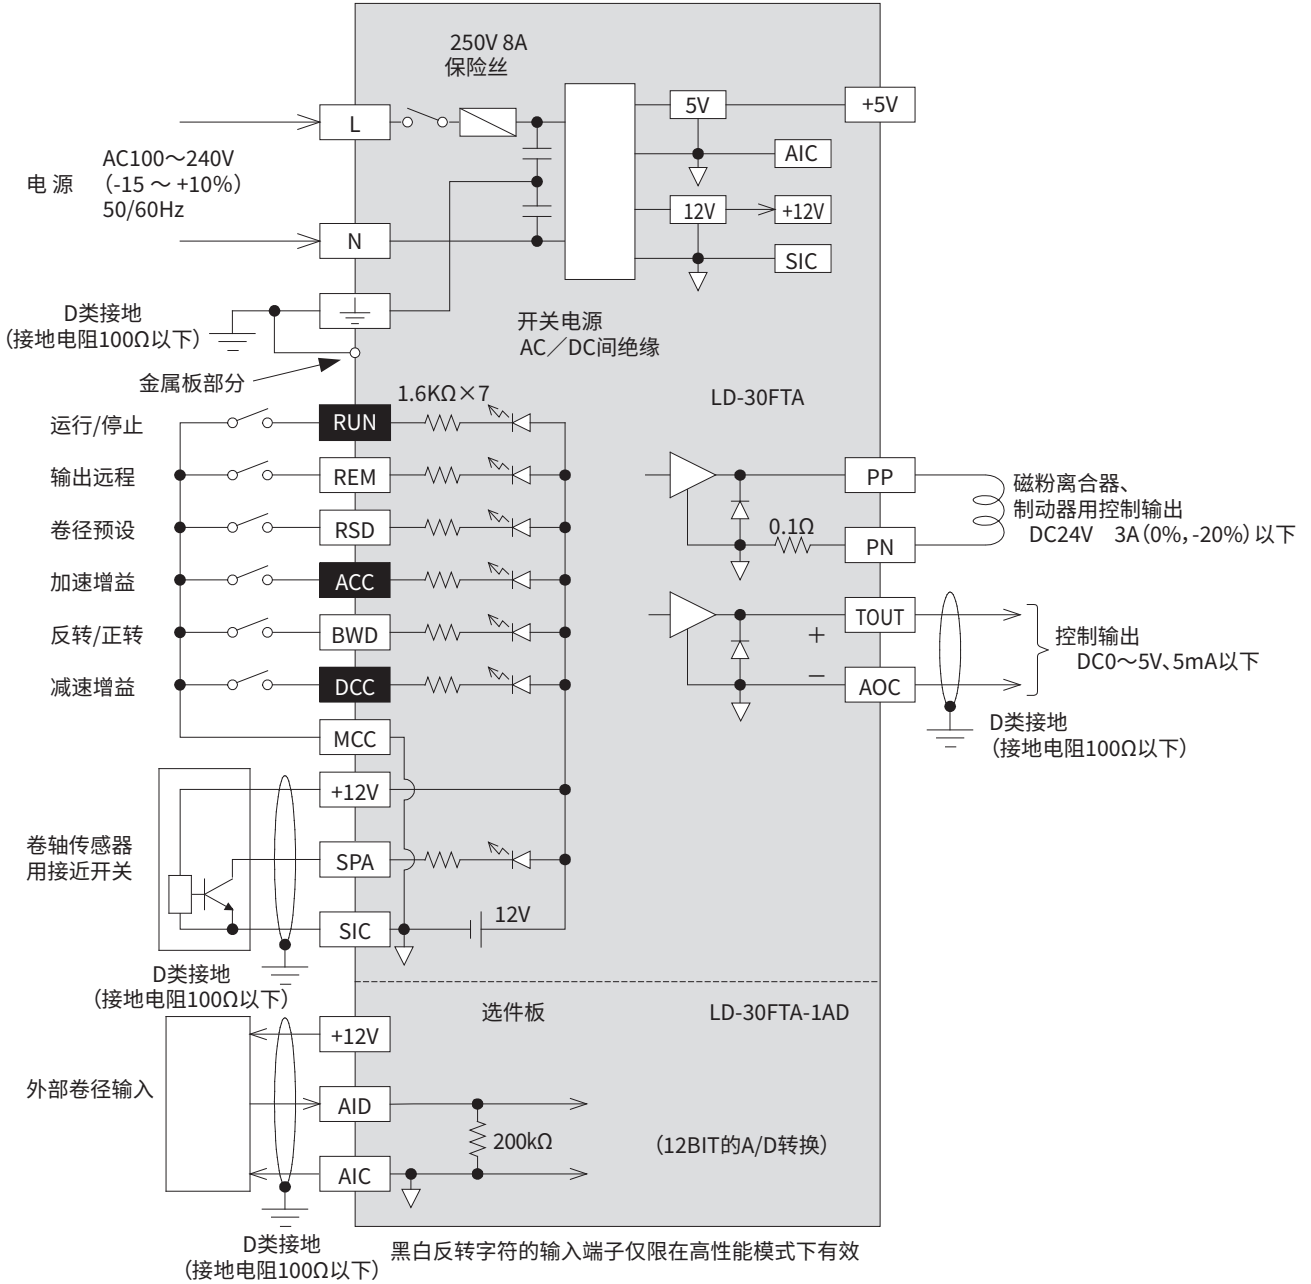 250V 8A
保险丝
L
5V
+5V
AC100～240V
电 源
（-15 ～ +10%）
50/60Hz
AIC
12V
+12V
N
SIC
D类接地
（接地电阻100Ω以下）
开关电源
AC／DC间绝缘
金属板部分
1.6KΩ×7
LD-30FTA
运行/停止
RUN
输出远程
REM
PP
磁粉离合器、
制动器用控制输出
DC24V 3A（0%，-20%）以下
卷径预设
RSD
0.1Ω
PN
加速增益
ACC
反转/正转
BWD
TOUT
+
控制输出
DC0～5V、5mA以下
减速增益
DCC
−
AOC
D类接地
（接地电阻100Ω以下）
MCC
+12V
卷轴传感器
用接近开关
SPA
SIC
12V
D类接地
（接地电阻100Ω以下）
选件板
LD-30FTA-1AD
+12V
外部卷径输入
AID
200kΩ
（12BIT的A/D转换）
AIC
D类接地
（接地电阻100Ω以下）
黑白反转字符的输入端子仅限在高性能模式下有效